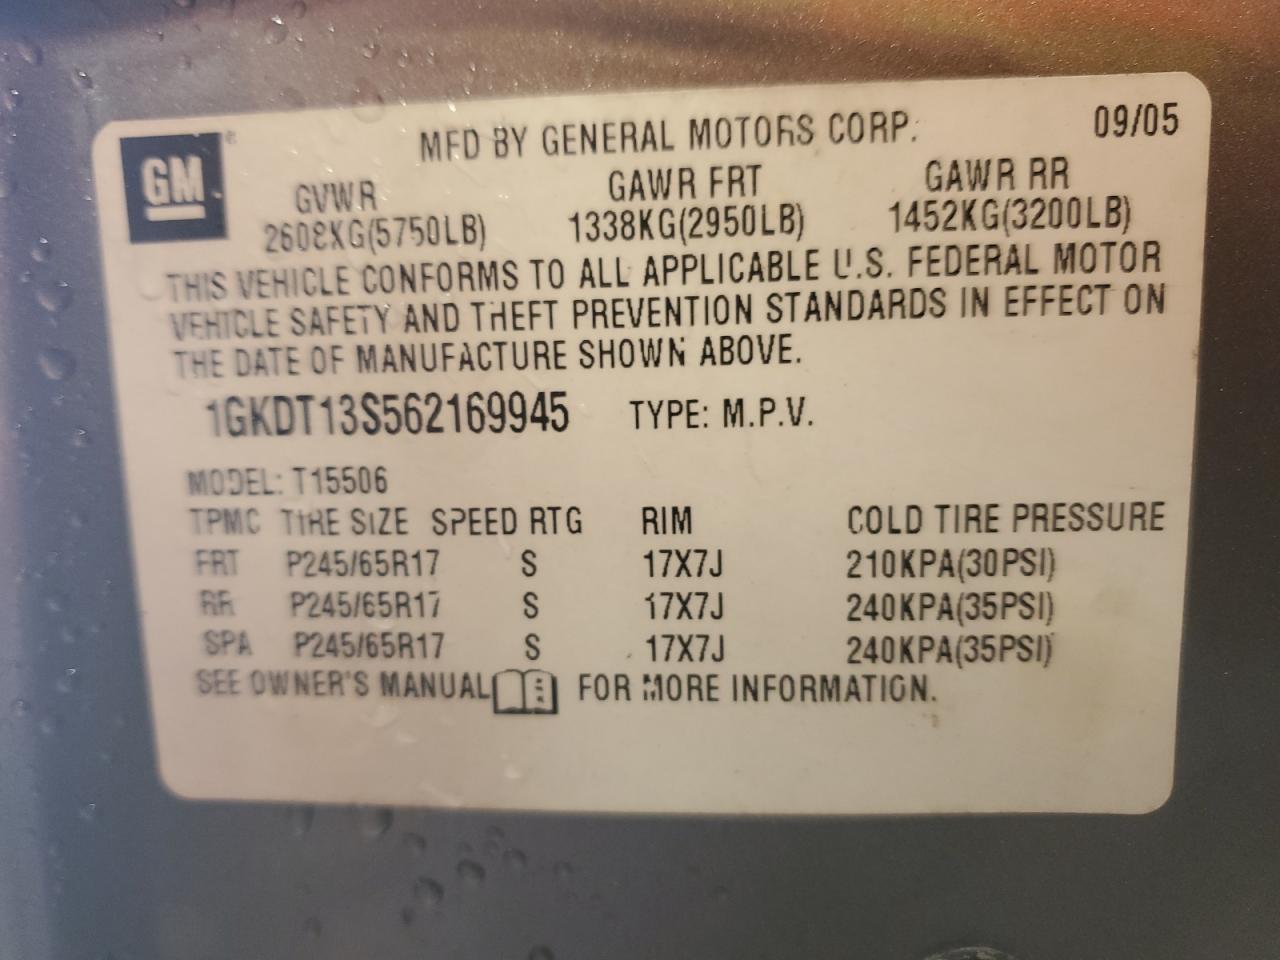 GM ®
MFD BY GENERAL MOTORS CORP. 09/05
GVWR GAWR FRT GAWR RR
2608KG(5750LB) 1338KG(2950LB) 1452KG(3200LB)
THIS VEHICLE CONFORMS TO ALL APPLICABLE U.S. FEDERAL MOTOR
VEHICLE SAFETY AND THEFT PREVENTION STANDARDS IN EFFECT ON
THE DATE OF MANUFACTURE SHOWN ABOVE.
1GKDT13S562169945 TYPE: M.P.V.
MODEL: T15506
TPMC TIRE SIZE SPEED RTG RIM COLD TIRE PRESSURE
FRT P245/65R17 S 17X7J 210KPA(30PSI)
RR P245/65R17 S 17X7J 240KPA(35PSI)
SPA P245/65R17 S 17X7J 240KPA(35PSI)
SEE OWNER'S MANUAL FOR MORE INFORMATION.